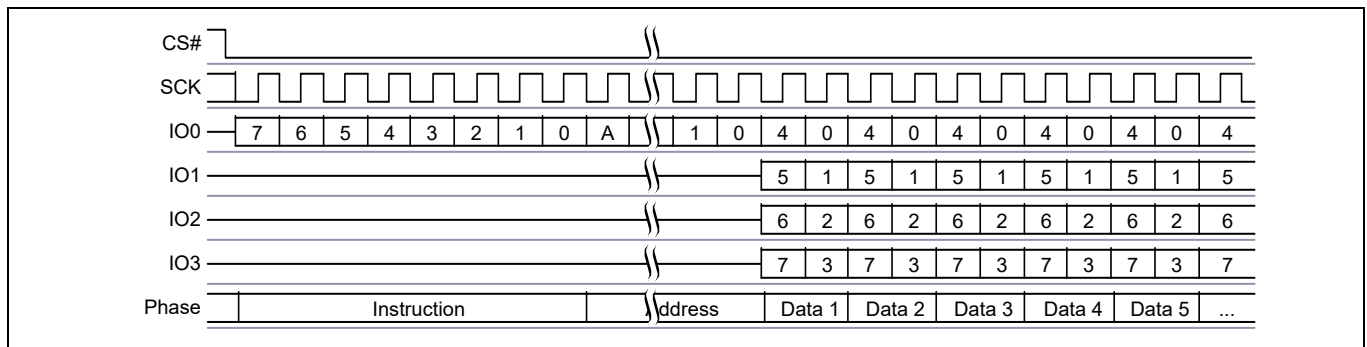 CS#
SCK
IO0 7 6 5 4 3 2 1 0 A 1 0 4 0 4 0 4 0 4 0 4 0 4
IO1 5 1 5 1 5 1 5 1 5 1 5
IO2 6 2 6 2 6 2 6 2 6 2 6
IO3 7 3 7 3 7 3 7 3 7 3 7
Phase Instruction ddress Data 1 Data 2 Data 3 Data 4 Data 5 ...